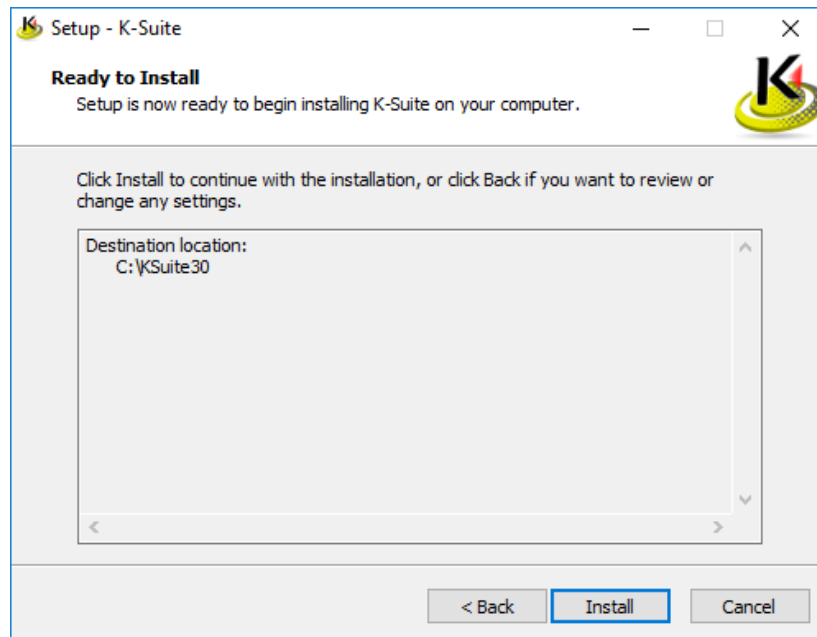 Setup - K-Suite
Ready to Install
Setup is now ready to begin installing K-Suite on your computer.
Click Install to continue with the installation, or click Back if you want to review or
change any settings.
Destination location:
C:\KSuite30
< Back
Install
Cancel